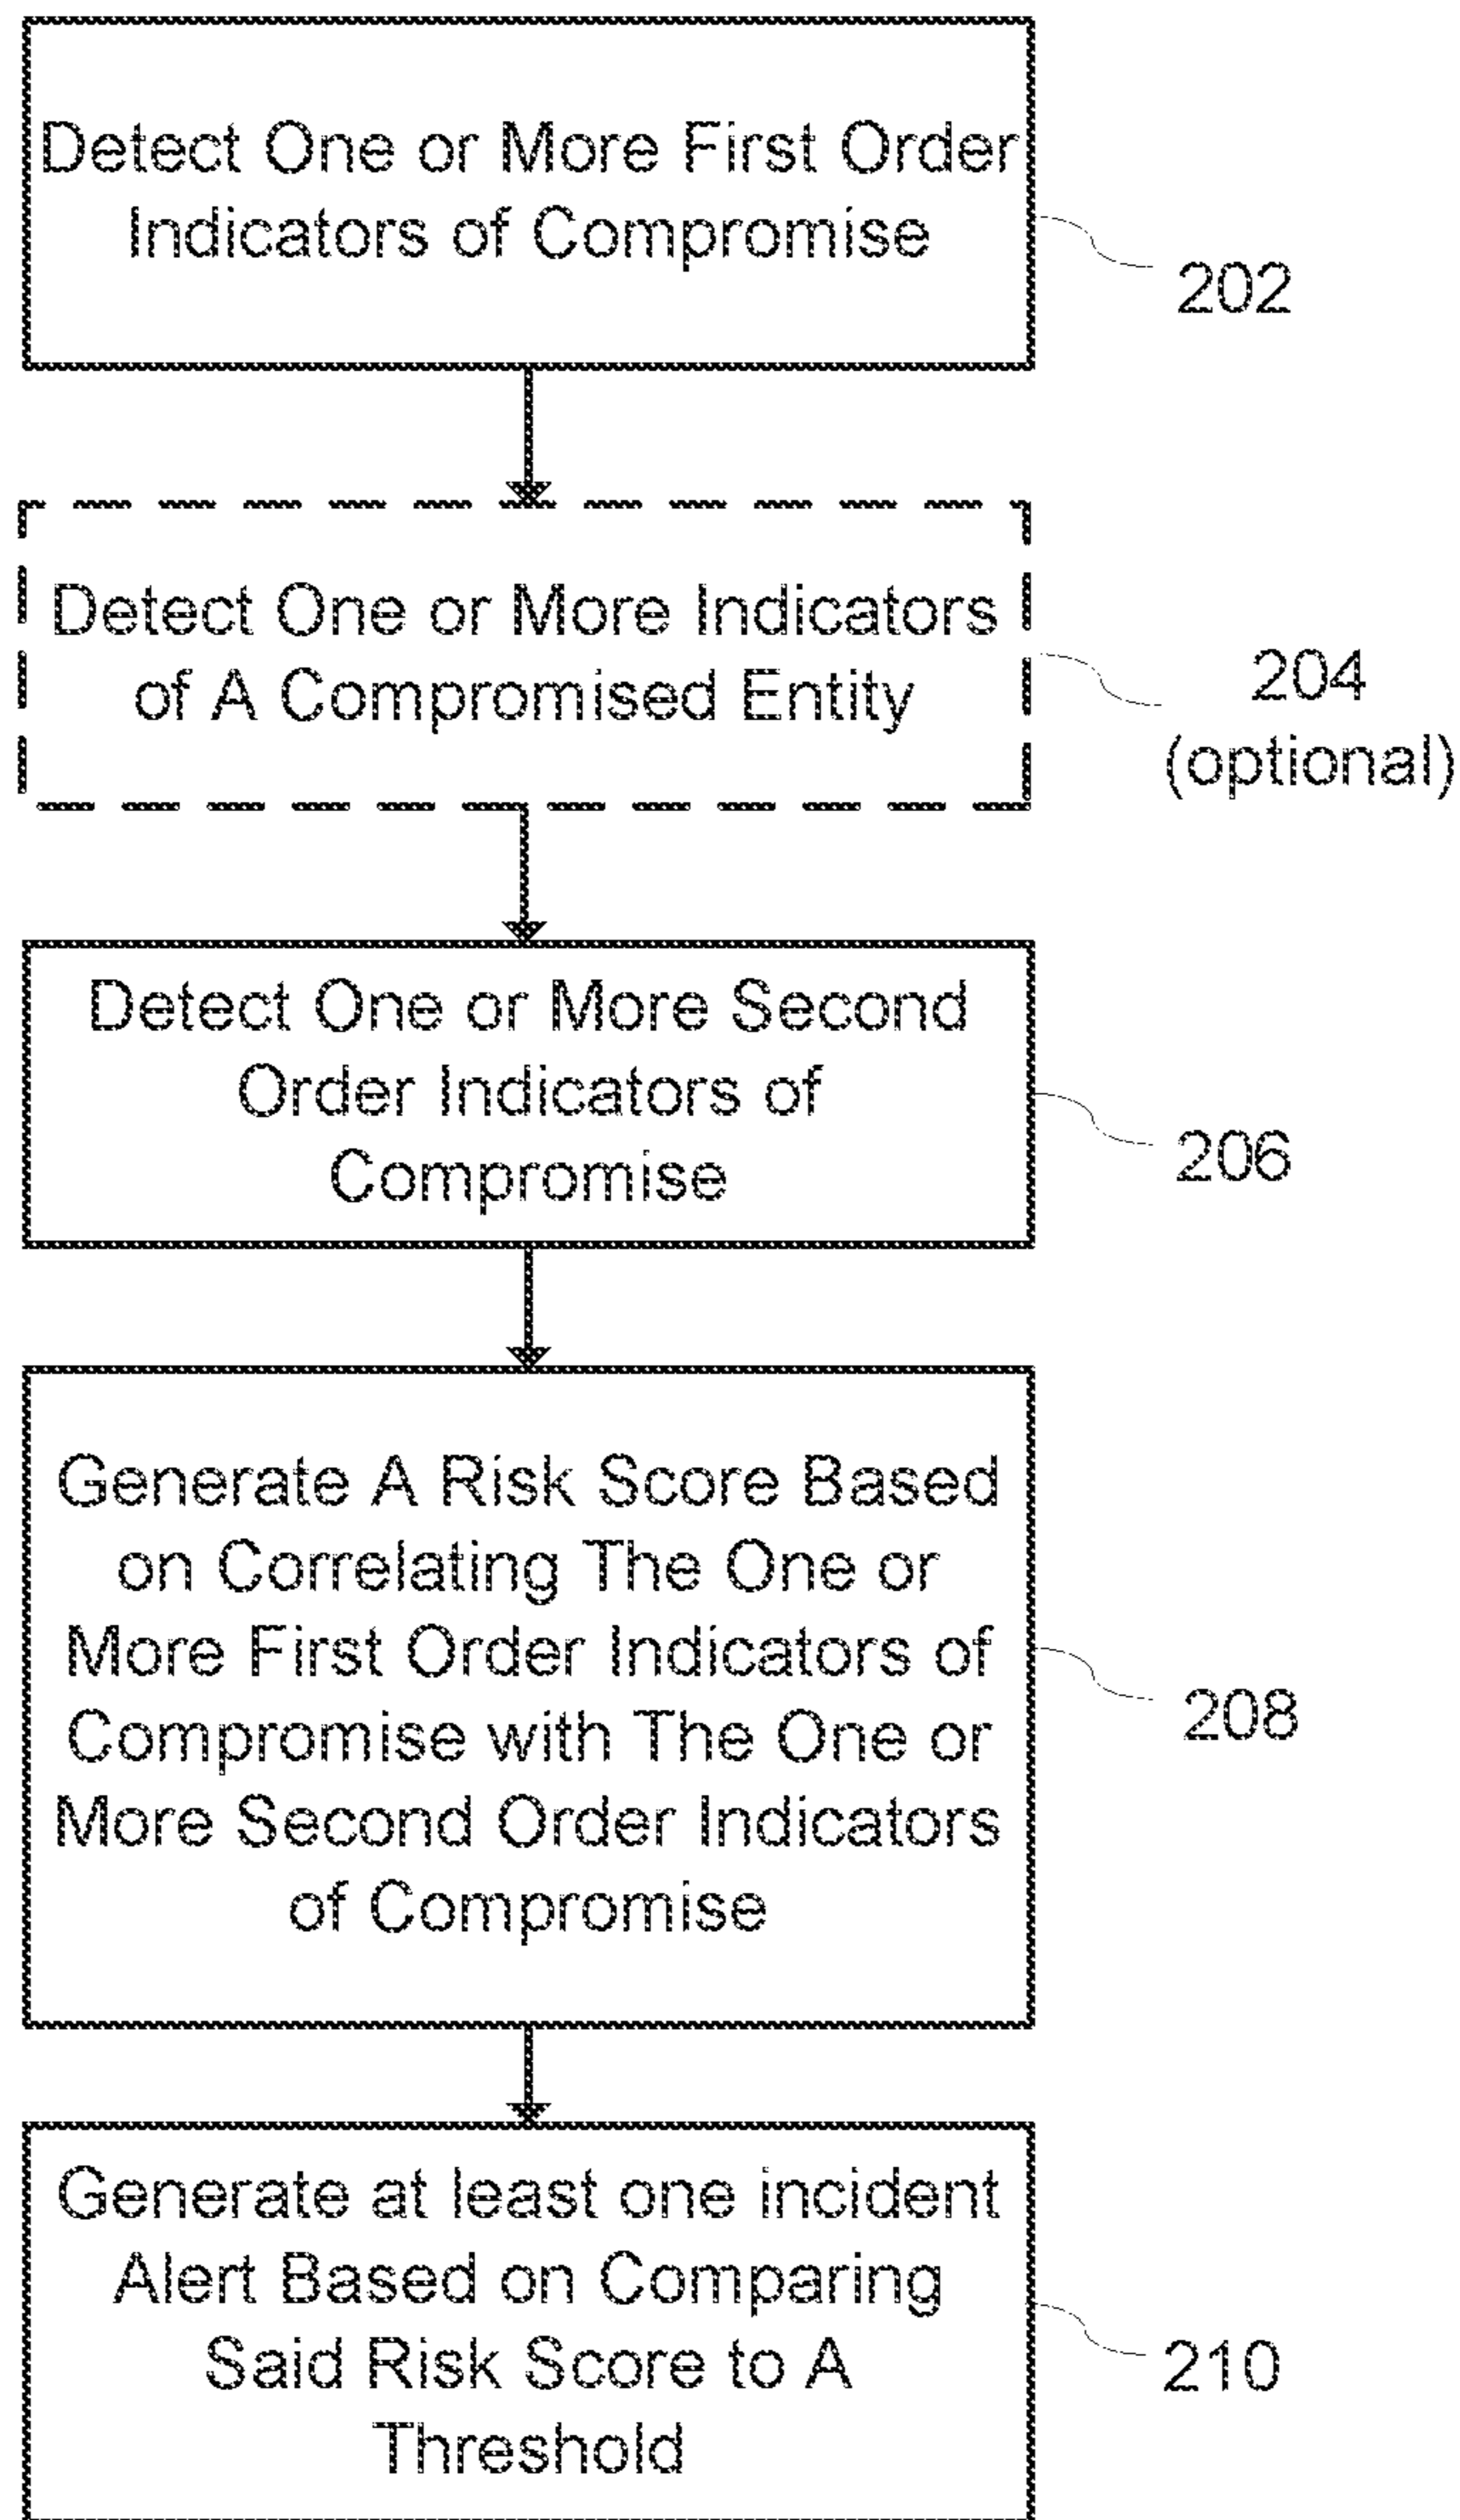 Detect One or More First Order
Indicators of Compromise
202
Detect One or More Indicators
of A Compromised Entity
204
(optional)
Detect One or More Second
Order Indicators of
Compromise
206
Generate A Risk Score Based
on Correlating The One or
More First Order Indicators of
Compromise with The One or
More Second Order Indicators
of Compromise
208
Generate at least one incident
Alert Based on Comparing
Said Risk Score to A
Threshold
210